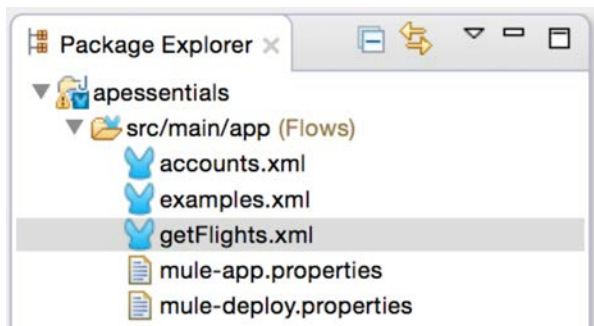 Package Explorer
apessentials
src/main/app (Flows)
accounts.xml
examples.xml
getFlights.xml
mule-app.properties
mule-deploy.properties